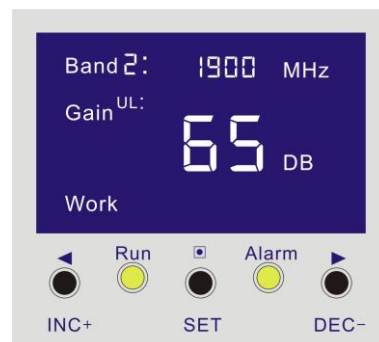 Band 2: 1900 MHz
Gain UL:
65 DB
Work
Run Alarm
INC+ SET DEC-